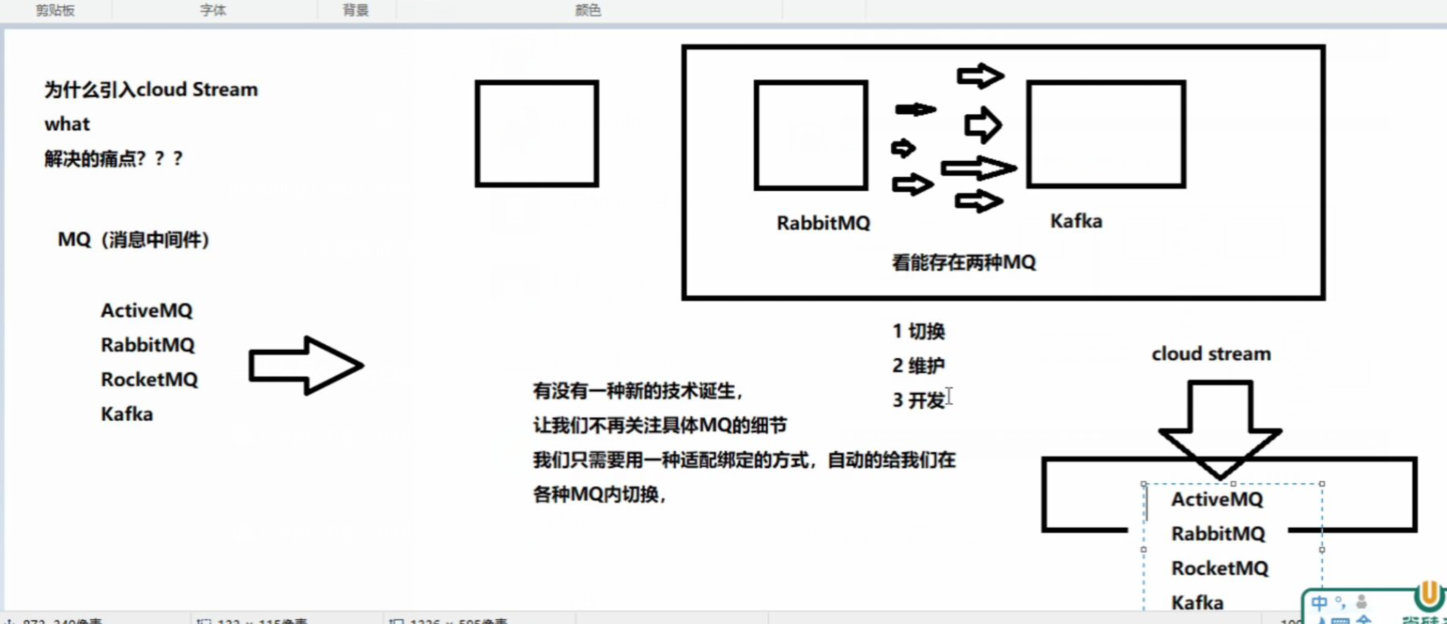 剪贴板
字体
背景
颜色
为什么引入cloud Stream
what
解决的痛点？？？
MQ（消息中间件）
ActiveMQ
RabbitMQ
RocketMQ
Kafka
RabbitMQ
Kafka
看能存在两种MQ
1 切换
2 维护
3 开发
有没有一种新的技术诞生，
让我们不再关注具体MQ的细节
我们只需要用一种适配绑定的方式，自动的给我们在
各种MQ内切换，
cloud stream
ActiveMQ
RabbitMQ
RocketMQ
Kafka
中